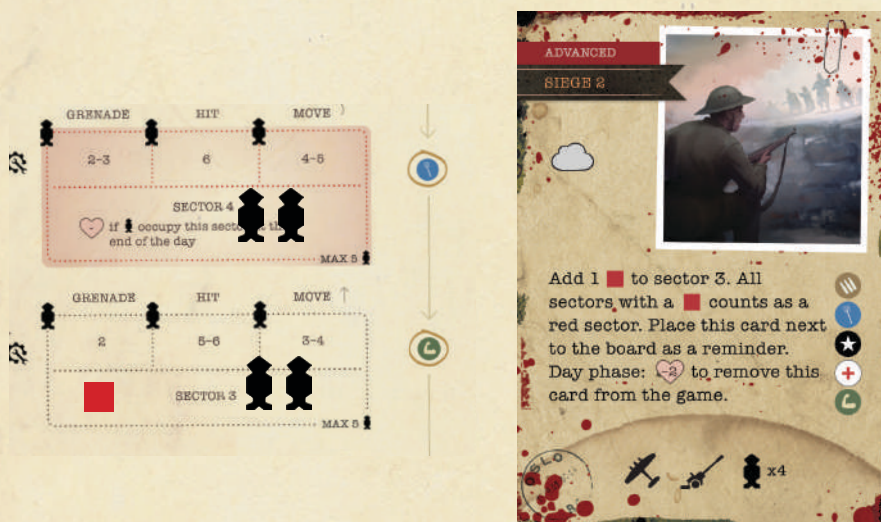 GRENADE HIT MOVE
2-3 6 4-5
SECTOR 4
if occupy this
end of the day
MAX 5
GRENADE HIT MOVE
2 5-6 3-4
SECTOR 3
MAX 5
ADVANCED
SIEGE 2
Add 1 to sector 3. All
sectors with a counts as a
red sector. Place this card next
to the board as a reminder.
Day phase: -2 to remove this
card from the game.
OSLO
x4